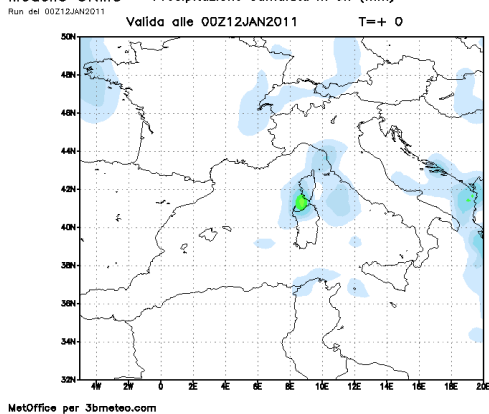 Run del 00Z12JAN2011
Valida alle 00Z12JAN2011 T=+ 0
50N
48N
46N
44N
42N
40N
38N
36N
34N
32N
4W 2W 0 2E 4E 6E 8E 10E 12E 14E 16E 18E 20E
MetOffice per 3bmeteo.com